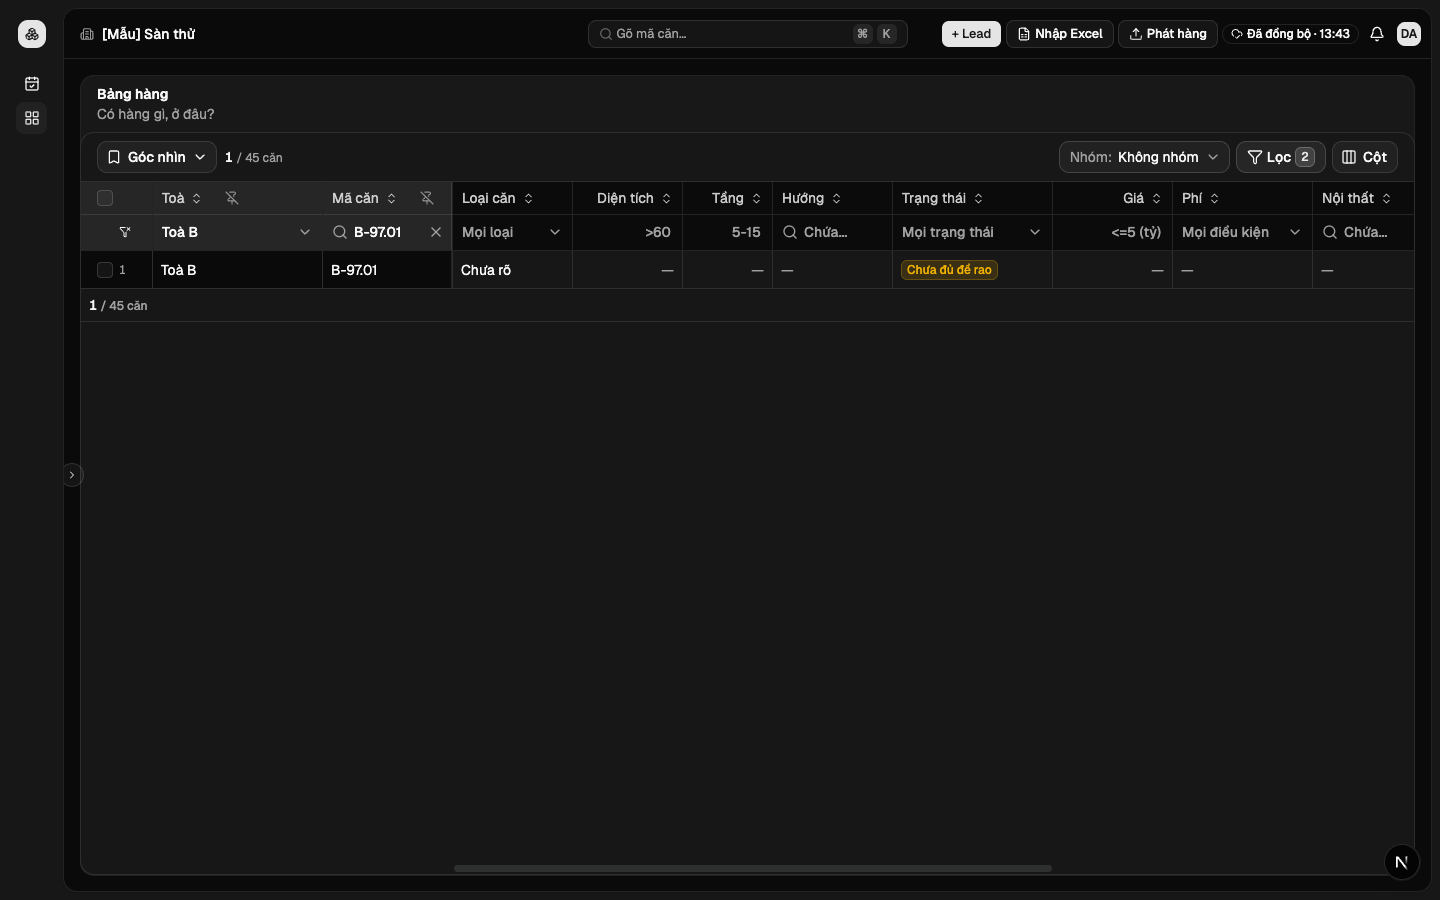 [Mẫu] Sàn thử
Gõ mã căn...
⌘ K
+ Lead
Nhập Excel
Phát hàng
Đã đồng bộ · 13:43
DA
Bảng hàng
Có hàng gì, ở đâu?
Góc nhìn
1 / 45 căn
Nhóm: Không nhóm
Lọc 2
Cột
Toà Mã căn Loại căn Diện tích Tầng Hướng Trạng thái Giá Phí Nội thất
Toà B B-97.01 Mọi loại >60 5-15 Chứa... Mọi trạng thái <=5 (tỷ) Mọi điều kiện Chứa...
1 Toà B B-97.01 Chưa rõ — — — Chưa đủ để rao — — —
1 / 45 căn
N